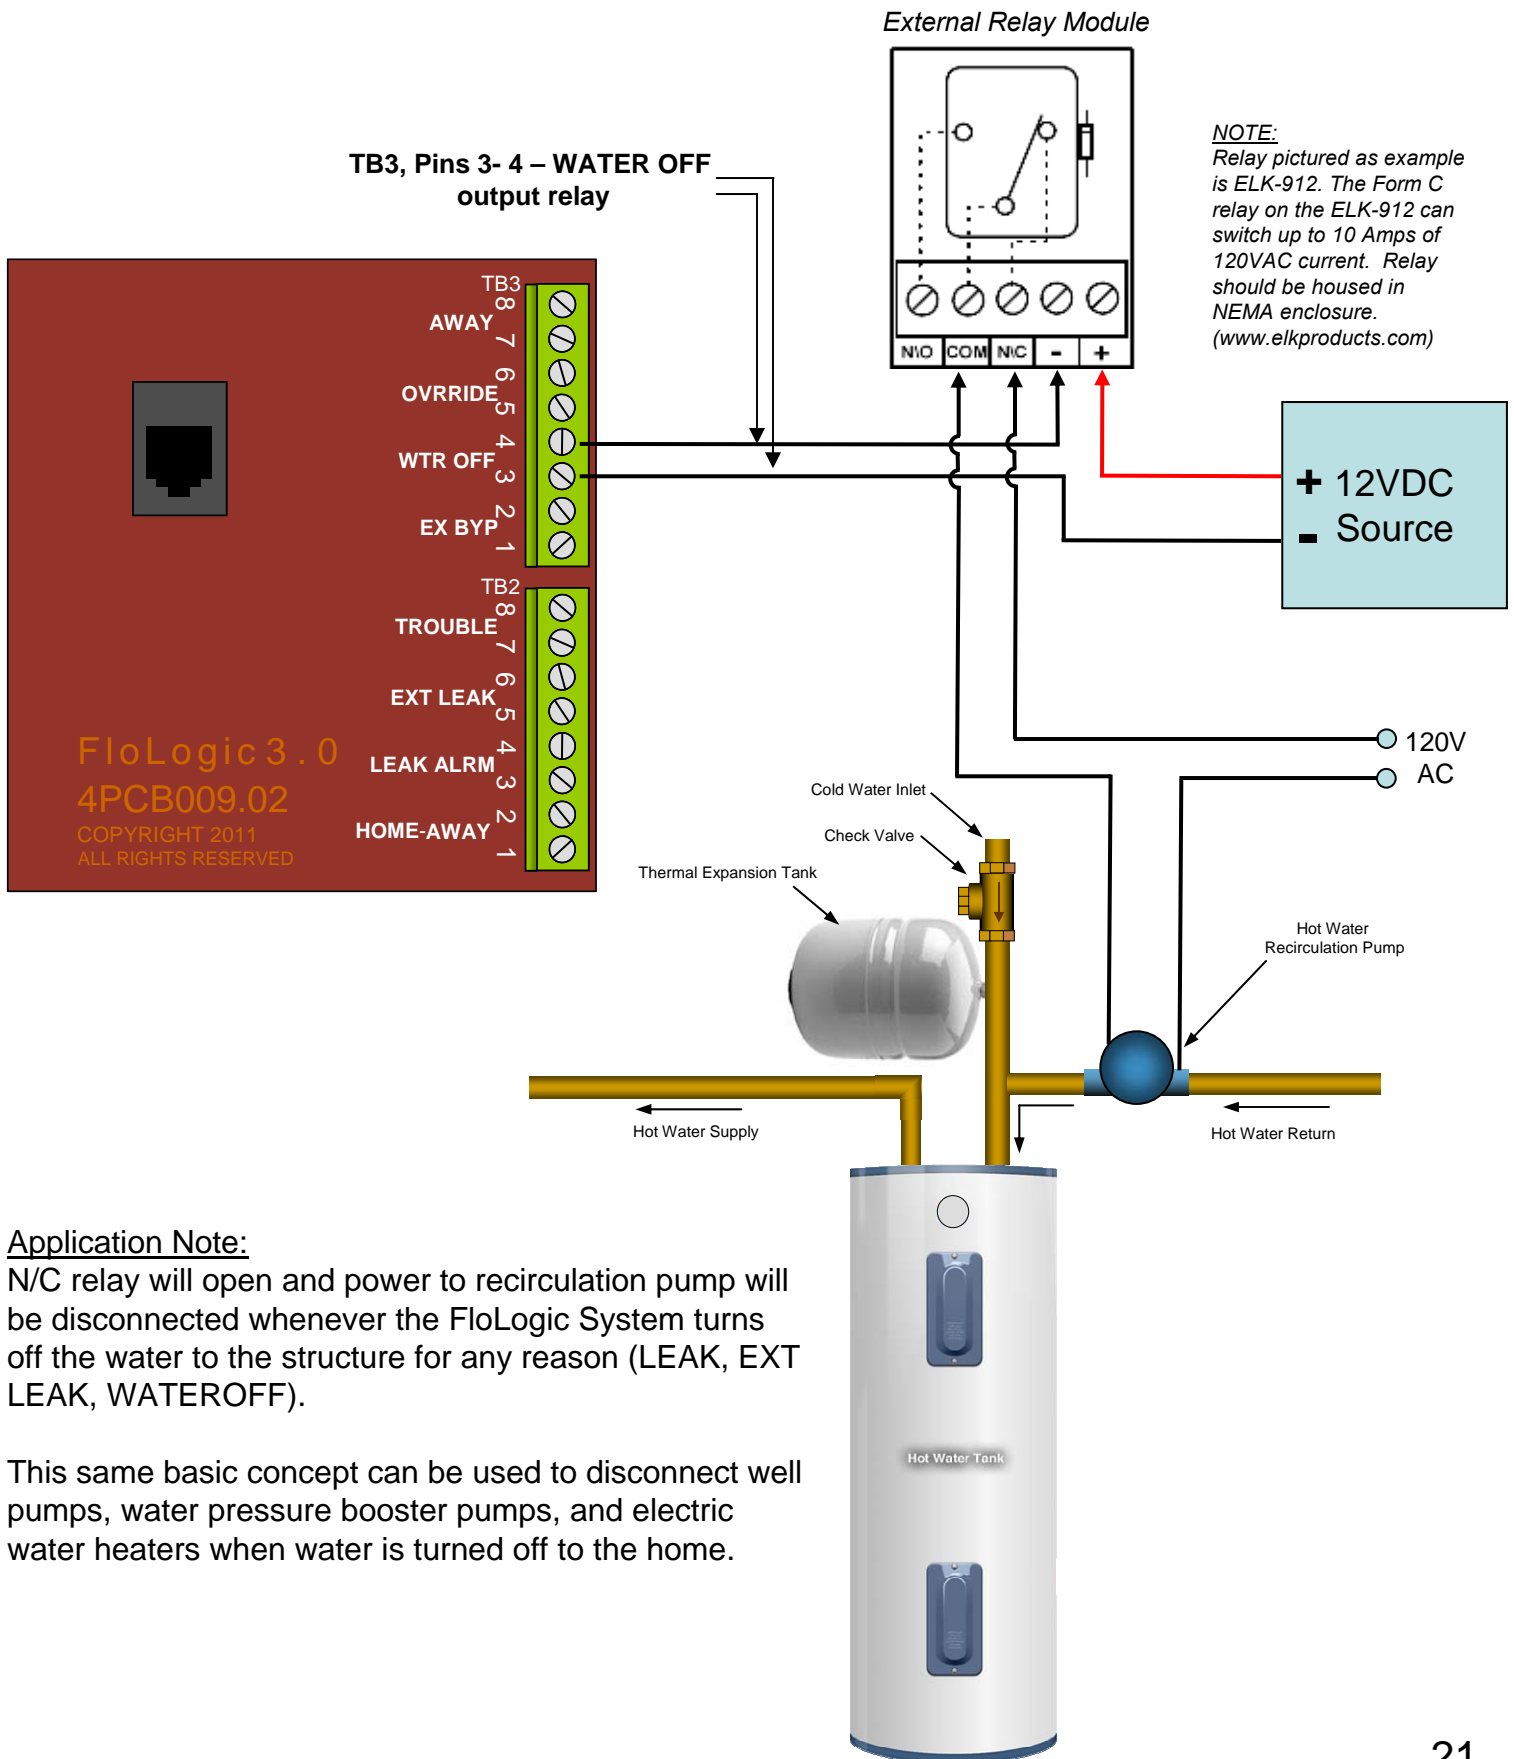 External Relay Module
NOTE:
Relay pictured as example
is ELK-912. The Form C
relay on the ELK-912 can
switch up to 10 Amps of
120VAC current. Relay
should be housed in
NEMA enclosure.
(www.elkproducts.com)
TB3, Pins 3- 4 – WATER OFF
output relay
N\O COM N\C - +
TB3
8
AWAY
7
6
OVRRIDE
5
4
WTR OFF
3
2
EX BYP
1
+ 12VDC
- Source
TB2
8
TROUBLE
7
6
EXT LEAK
5
4
LEAK ALRM
3
2
HOME-AWAY
1
FloLogic 3.0
4PCB009.02
COPYRIGHT 2011
ALL RIGHTS RESERVED
120V
AC
Cold Water Inlet
Check Valve
Thermal Expansion Tank
Hot Water
Recirculation Pump
Hot Water Supply
Hot Water Return
Application Note:
N/C relay will open and power to recirculation pump will
be disconnected whenever the FloLogic System turns
off the water to the structure for any reason (LEAK, EXT
LEAK, WATEROFF).
This same basic concept can be used to disconnect well
pumps, water pressure booster pumps, and electric
water heaters when water is turned off to the home.
Hot Water Tank
21